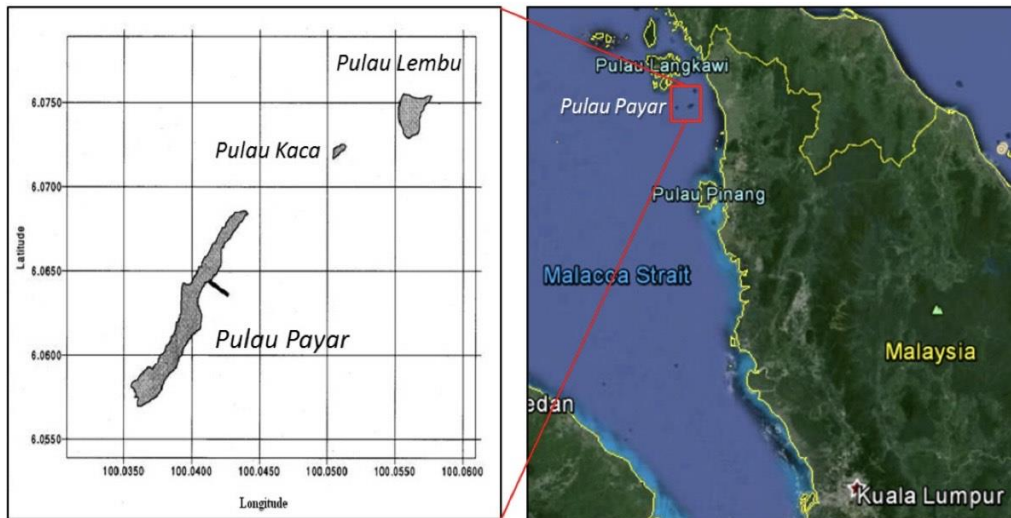 Pulau Lembu
Pulau Kaca
Pulau Payar
6.0750
6.0700
6.0650
6.0600
6.0550
Latitude
100.0350 100.0400 100.0450 100.0500 100.0550 100.0600
Longitude
Pulau Langkawi
Pulau Payar
Pulau Pinang
Malacca Strait
Malaysia
edan
Kuala Lumpur